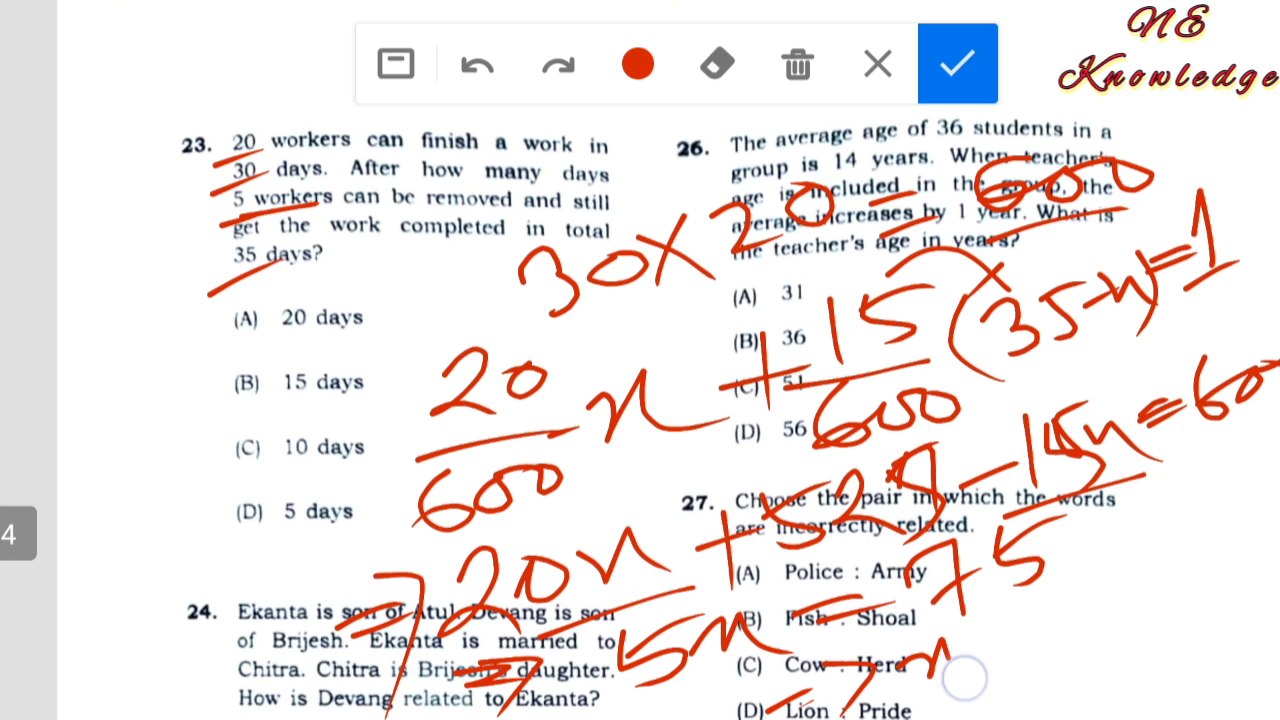 NE
Knowledge
23. 20 workers can finish a work in
30 days. After how many days
5 workers can be removed and still
get the work completed in total
35 days?
(A) 20 days
(B) 15 days
(C) 10 days
(D) 5 days
4
24. Ekanta is son of Atul. Devang is son
of Brijesh. Ekanta is married to
Chitra. Chitra is Brijesh's daughter.
How is Devang related to Ekanta?
26. The average age of 36 students in a
group is 14 years. When teacher's
age is included in the group, the
average increases by 1 year. What is
the teacher's age in years?
(A) 31
(B) 36
(C) 51
(D) 56
27. Choose the pair in which the words
are incorrectly related.
(A) Police : Army
(B) Fish : Shoal
(C) Cow : Herd
(D) Lion : Pride
30 × 20 = 600
20/600 x + 15/600 (35-x) = 1
⇒ 20x + 525 - 15x = 600
⇒ 5x = 75
⇒ x